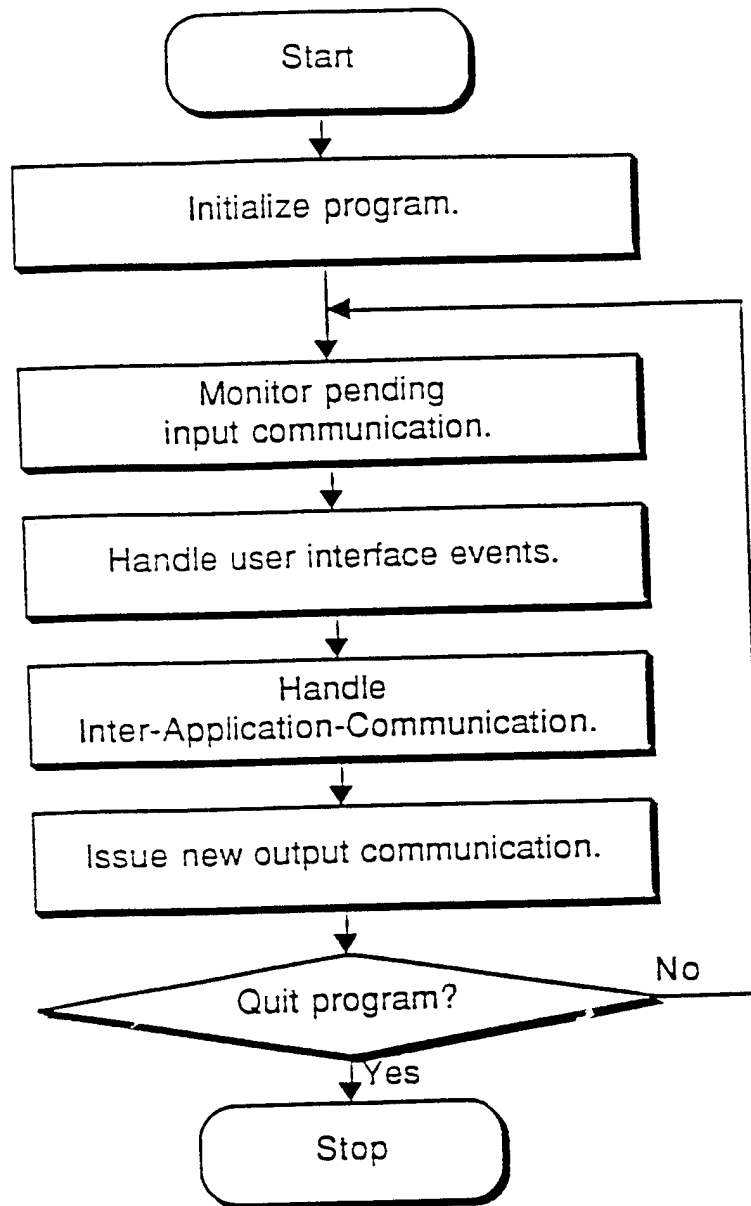 Start
Initialize program.
Monitor pending
input communication.
Handle user interface events.
Handle
Inter-Application-Communication.
Issue new output communication.
Quit program?
No
Yes
Stop